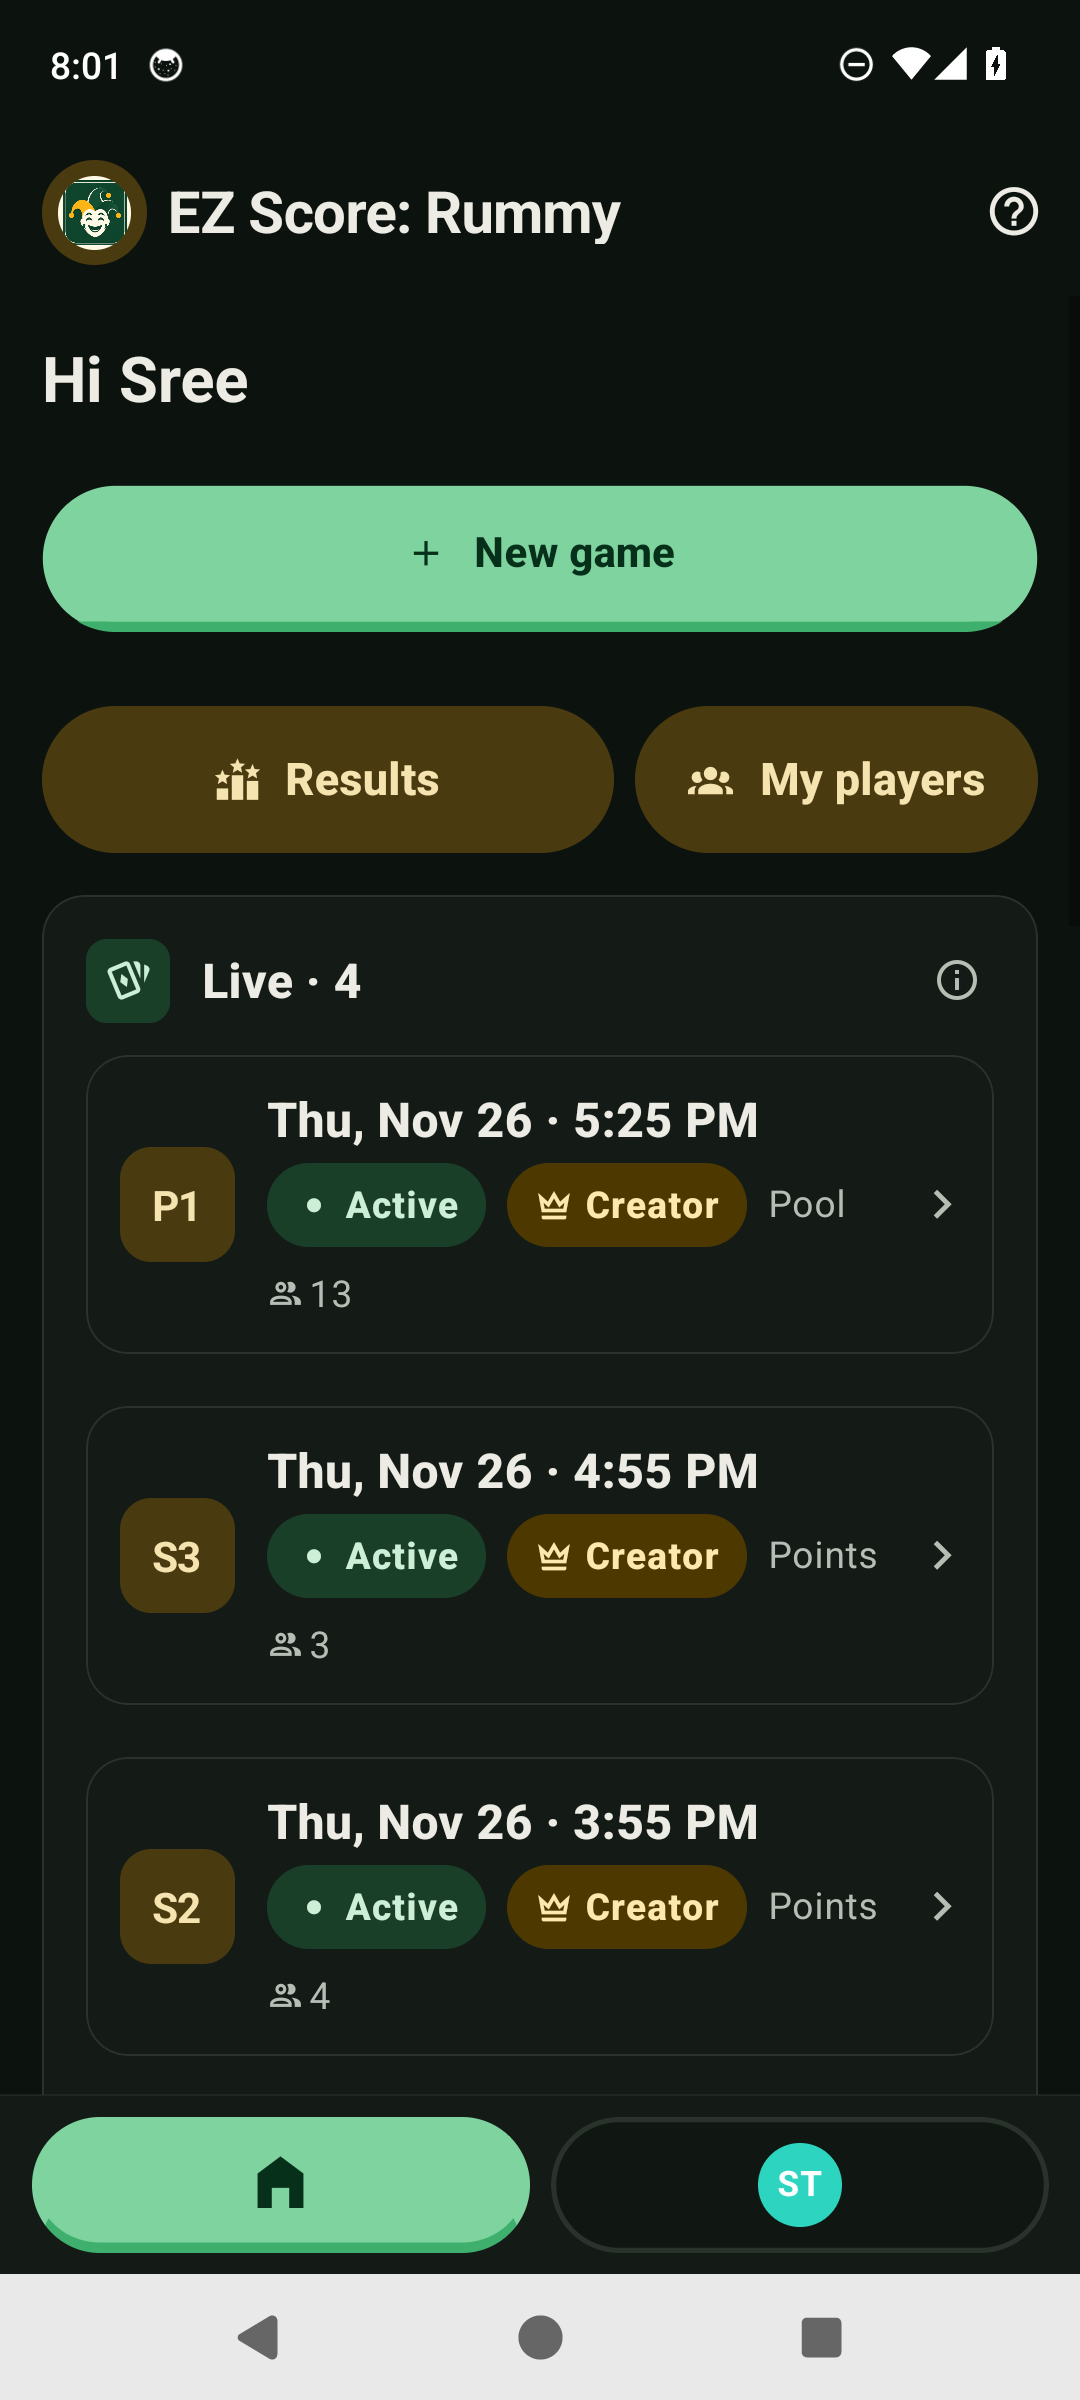 8:01
EZ Score: Rummy
Hi Sree
+ New game
Results
My players
Live · 4
Thu, Nov 26 · 5:25 PM
P1
• Active
Creator
Pool
13
Thu, Nov 26 · 4:55 PM
S3
• Active
Creator
Points
3
Thu, Nov 26 · 3:55 PM
S2
• Active
Creator
Points
4
ST